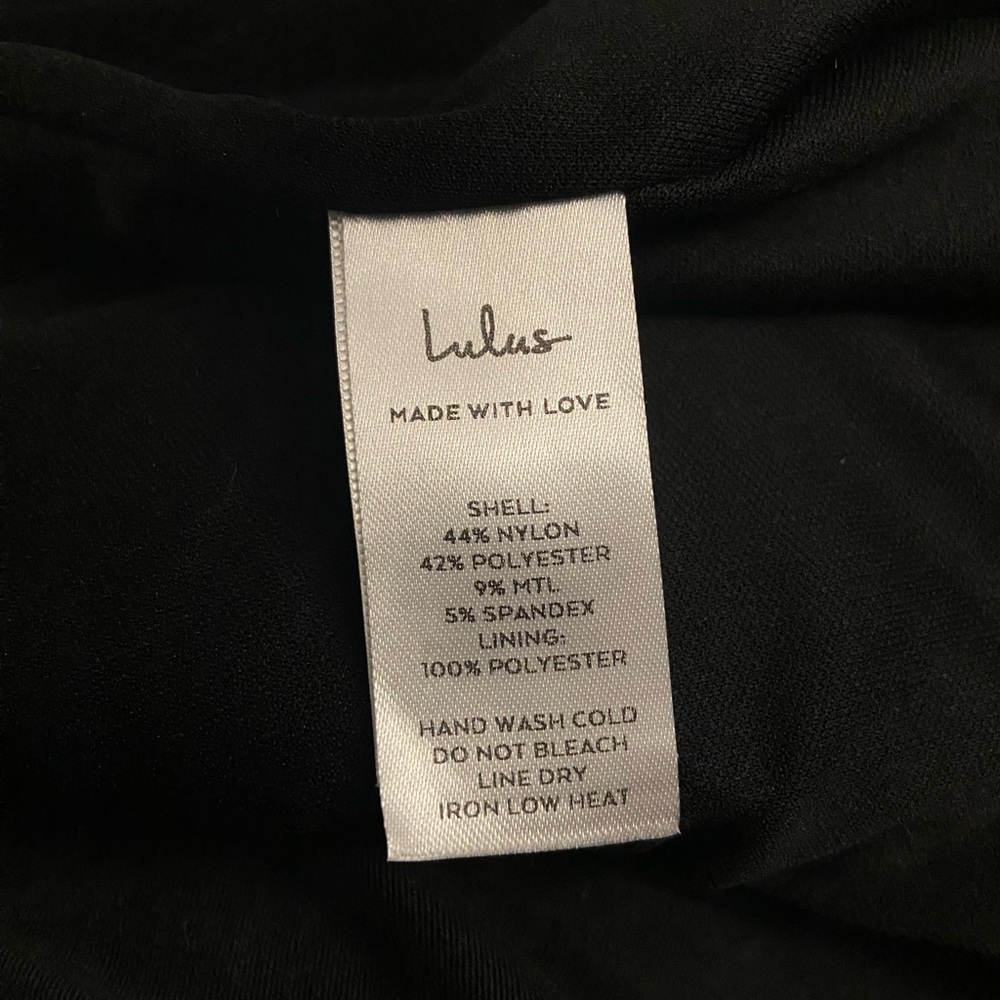 Lulus
MADE WITH LOVE
SHELL:
44% NYLON
42% POLYESTER
9% MTL
5% SPANDEX
LINING:
100% POLYESTER
HAND WASH COLD
DO NOT BLEACH
LINE DRY
IRON LOW HEAT